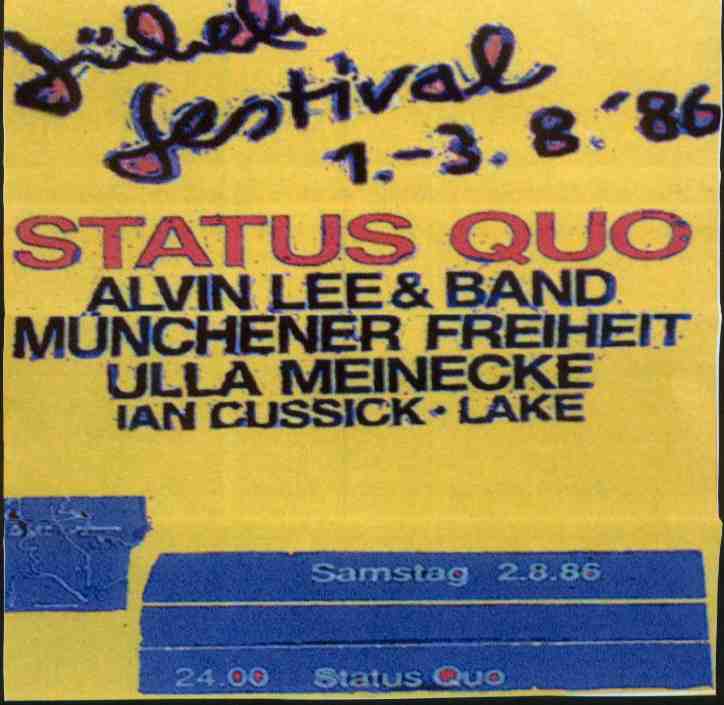 Jübek
festival
1.-3. 8. '86
STATUS QUO
ALVIN LEE & BAND
MÜNCHENER FREIHEIT
ULLA MEINECKE
IAN CUSSICK · LAKE
Samstag 2.8.86
24.00 Status Quo